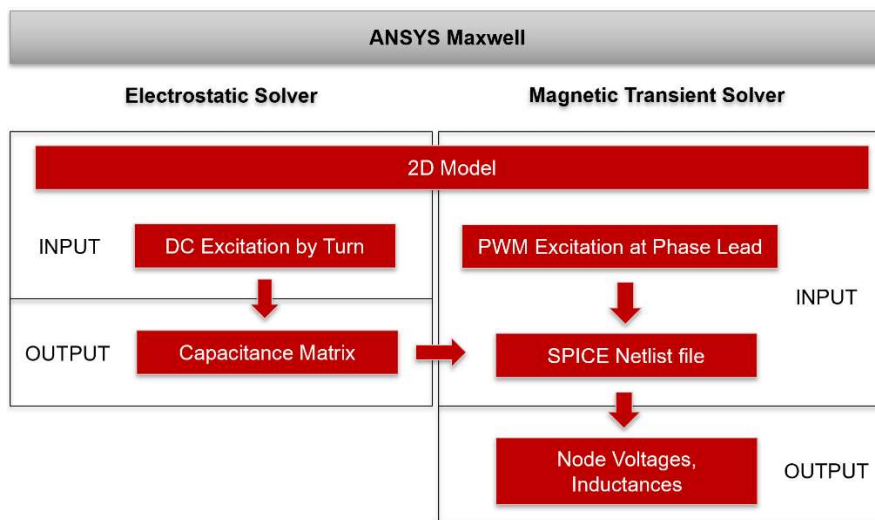 ANSYS Maxwell
Electrostatic Solver
Magnetic Transient Solver
2D Model
INPUT
DC Excitation by Turn
PWM Excitation at Phase Lead
INPUT
OUTPUT
Capacitance Matrix
SPICE Netlist file
Node Voltages,
Inductances
OUTPUT